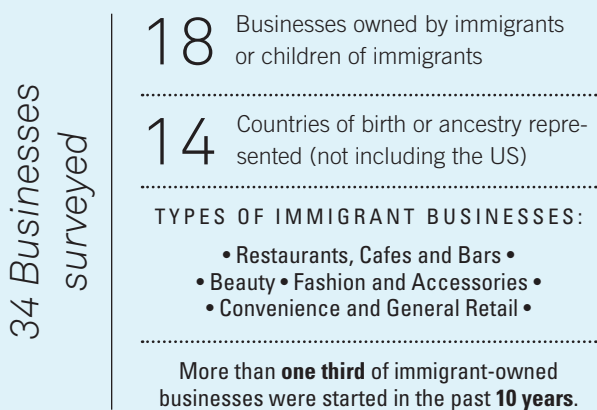 34 Businesses
surveyed
18 Businesses owned by immigrants
or children of immigrants
14 Countries of birth or ancestry repre-
sented (not including the US)
TYPES OF IMMIGRANT BUSINESSES:
• Restaurants, Cafes and Bars •
• Beauty • Fashion and Accessories •
• Convenience and General Retail •
More than one third of immigrant-owned
businesses were started in the past 10 years.